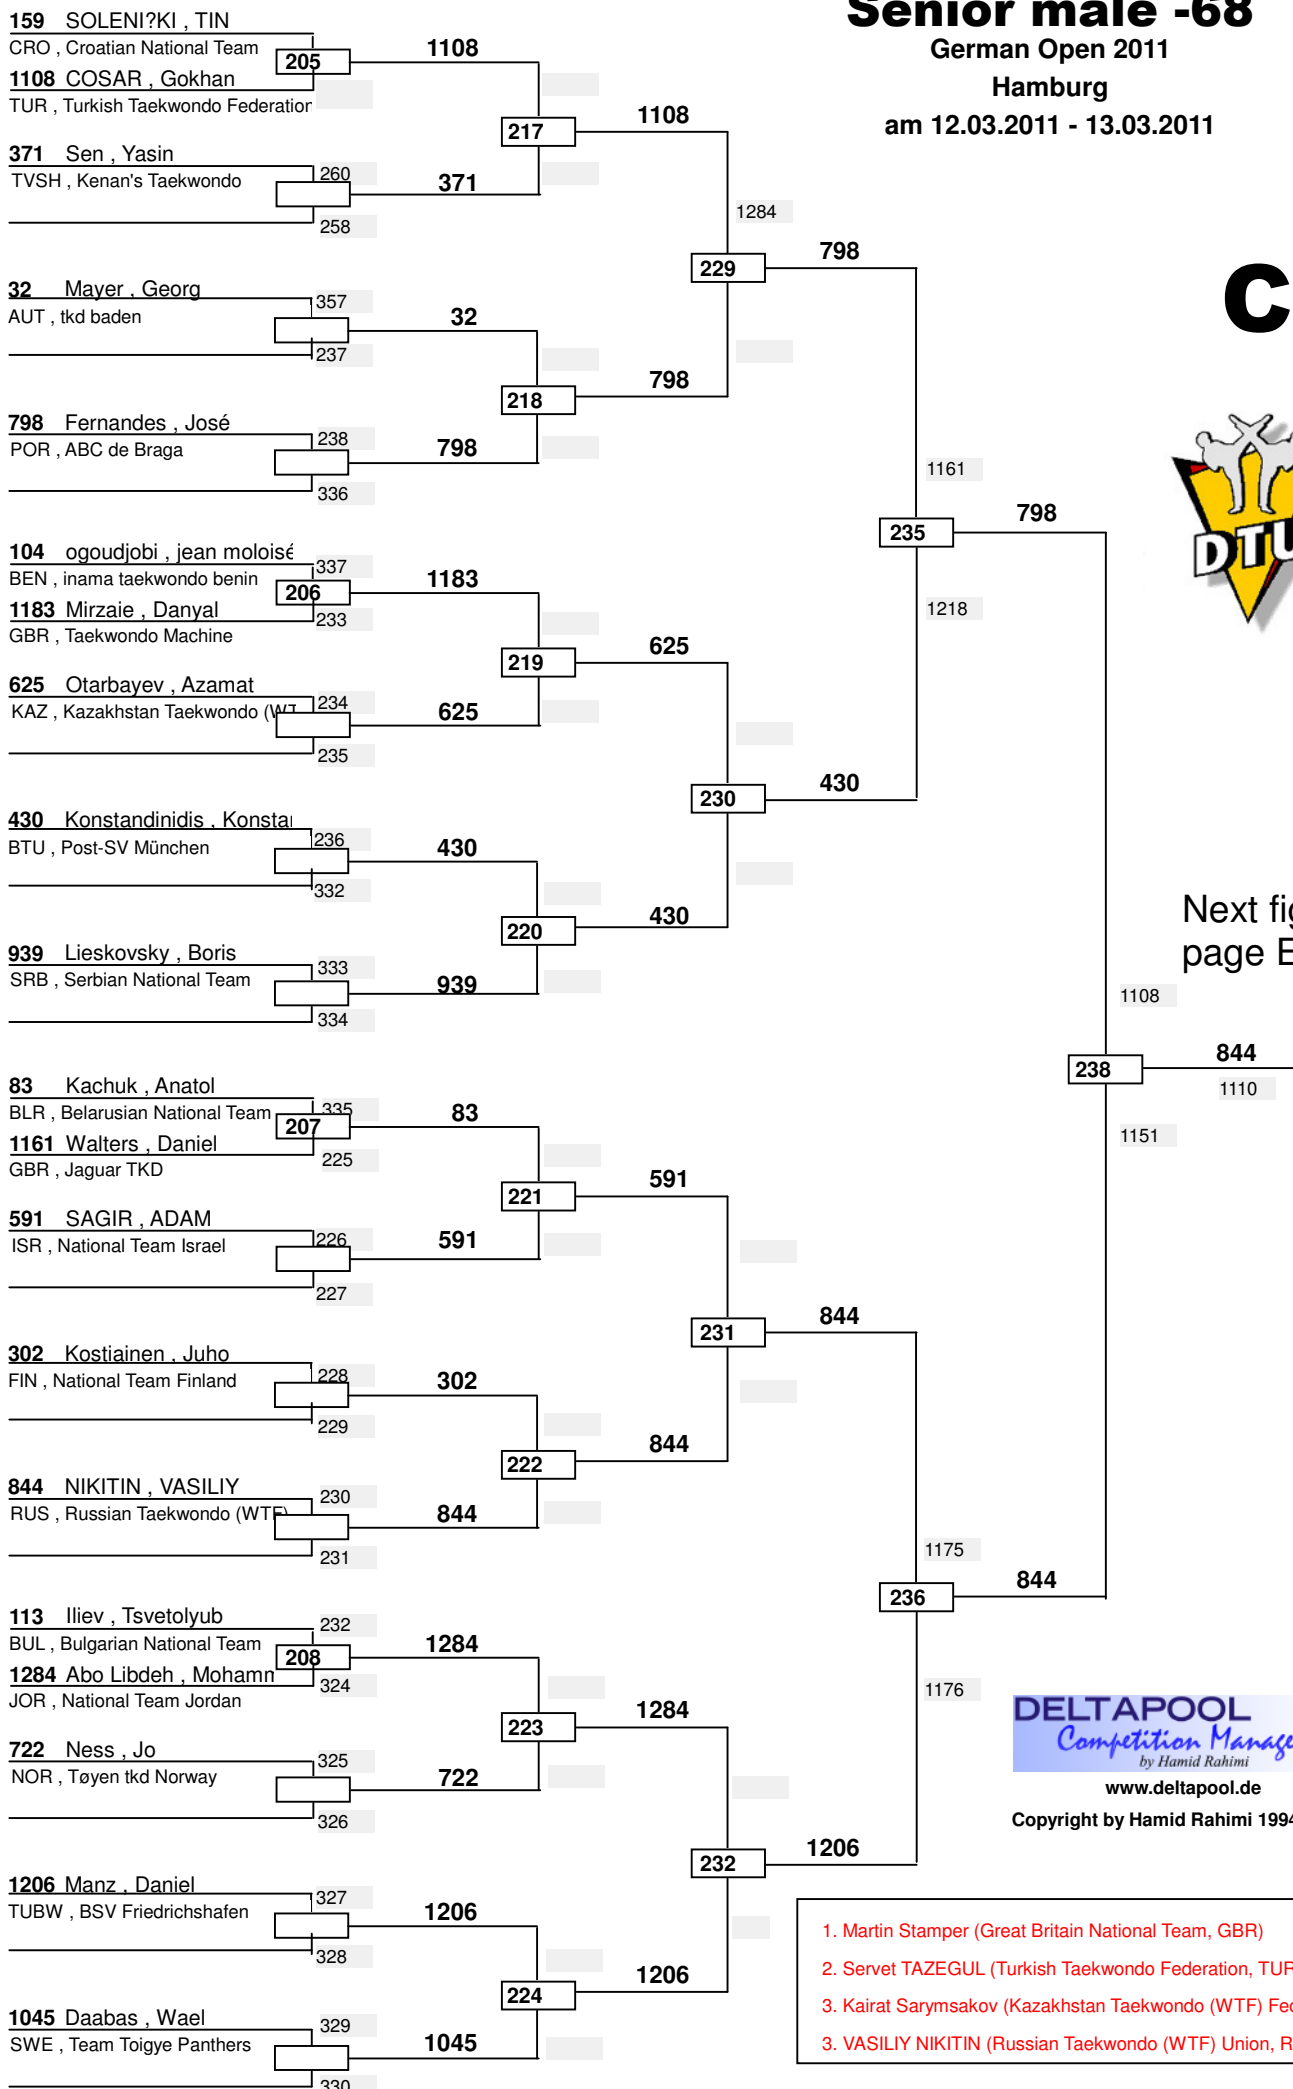 Senior male -68
German Open 2011
Hamburg
am 12.03.2011 - 13.03.2011
159 SOLENI?KI , TIN
CRO , Croatian National Team
205
1108
1108 COSAR , Gokhan
TUR , Turkish Taekwondo Federation
217
1108
371 Sen , Yasin
TVSH , Kenan's Taekwondo
260
371
258
1284
229
798
32 Mayer , Georg
AUT , tkd baden
357
32
237
218
798
798 Fernandes , José
POR , ABC de Braga
238
798
336
1161
235
798
1218
104 ogoudjobi , jean moloisé
BEN , inama taekwondo benin
337
206
1183
1183 Mirzaie , Danyal
GBR , Taekwondo Machine
233
219
625
625 Otarbayev , Azamat
KAZ , Kazakhstan Taekwondo (WT
234
625
235
230
430
430 Konstandinidis , Konsta
BTU , Post-SV München
236
430
332
220
430
939 Lieskovsky , Boris
SRB , Serbian National Team
333
939
334
C
DTU
Next fig
page E
1108
238
844
1110
1151
83 Kachuk , Anatol
BLR , Belarusian National Team
335
207
83
1161 Walters , Daniel
GBR , Jaguar TKD
225
221
591
591 SAGIR , ADAM
ISR , National Team Israel
226
591
227
231
844
302 Kostiainen , Juho
FIN , National Team Finland
228
302
229
222
844
844 NIKITIN , VASILIY
RUS , Russian Taekwondo (WTF)
230
844
231
1175
236
844
1176
113 Iliev , Tsvetolyub
BUL , Bulgarian National Team
232
208
1284
1284 Abo Libdeh , Mohamm
JOR , National Team Jordan
324
223
1284
722 Ness , Jo
NOR , Tøyen tkd Norway
325
722
326
232
1206
1206 Manz , Daniel
TUBW , BSV Friedrichshafen
327
1206
328
224
1206
1045 Daabas , Wael
SWE , Team Toigye Panthers
329
1045
330
DELTAPOOL
Competition Manage
by Hamid Rahimi
www.deltapool.de
Copyright by Hamid Rahimi 1994
1. Martin Stamper (Great Britain National Team, GBR)
2. Servet TAZEGUL (Turkish Taekwondo Federation, TUR
3. Kairat Sarymsakov (Kazakhstan Taekwondo (WTF) Fed
3. VASILIY NIKITIN (Russian Taekwondo (WTF) Union, R